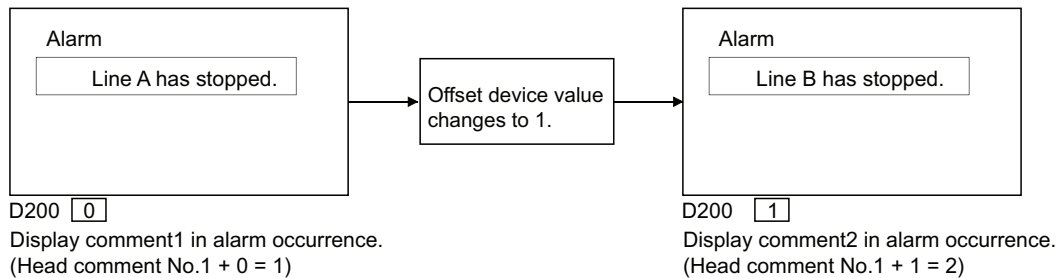 Alarm
Line A has stopped.
Offset device value
changes to 1.
Alarm
Line B has stopped.
D200 0
Display comment1 in alarm occurrence.
(Head comment No.1 + 0 = 1)
D200 1
Display comment2 in alarm occurrence.
(Head comment No.1 + 1 = 2)